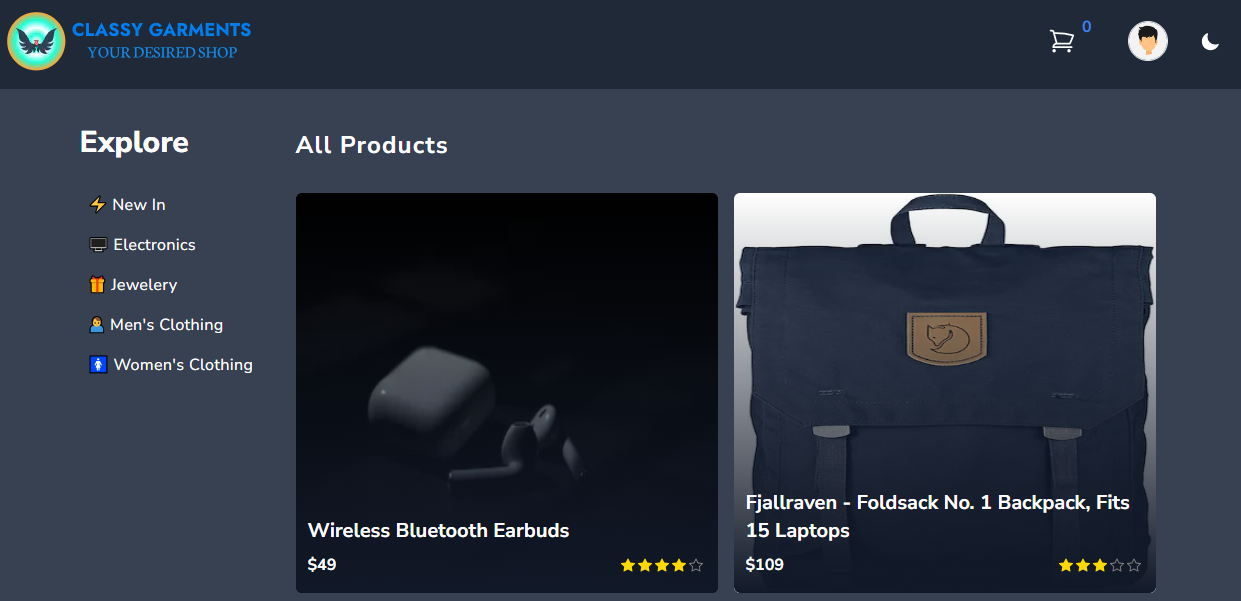 CLASSY GARMENTS
YOUR DESIRED SHOP
0
Explore
New In
Electronics
Jewelery
Men's Clothing
Women's Clothing
All Products
Wireless Bluetooth Earbuds
$49
Fjallraven - Foldsack No. 1 Backpack, Fits
15 Laptops
$109